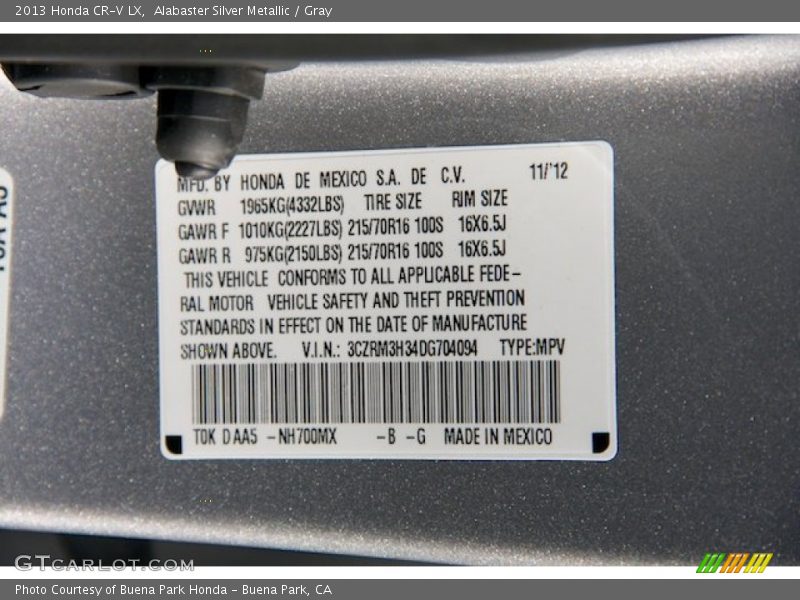 2013 Honda CR-V LX,  Alabaster Silver Metallic / Gray
MFD. BY HONDA DE MEXICO S.A. DE C.V. 11/'12
GVWR 1965KG(4332LBS) TIRE SIZE RIM SIZE
GAWR F 1010KG(2227LBS) 215/70R16 100S 16X6.5J
GAWR R 975KG(2150LBS) 215/70R16 100S 16X6.5J
THIS VEHICLE CONFORMS TO ALL APPLICABLE FEDE-
RAL MOTOR VEHICLE SAFETY AND THEFT PREVENTION
STANDARDS IN EFFECT ON THE DATE OF MANUFACTURE
SHOWN ABOVE. V.I.N.: 3CZRM3H34DG704094 TYPE:MPV
T0K D AA5 -NH700MX -B -G MADE IN MEXICO
GTCARLOT.COM
Photo Courtesy of Buena Park Honda - Buena Park, CA